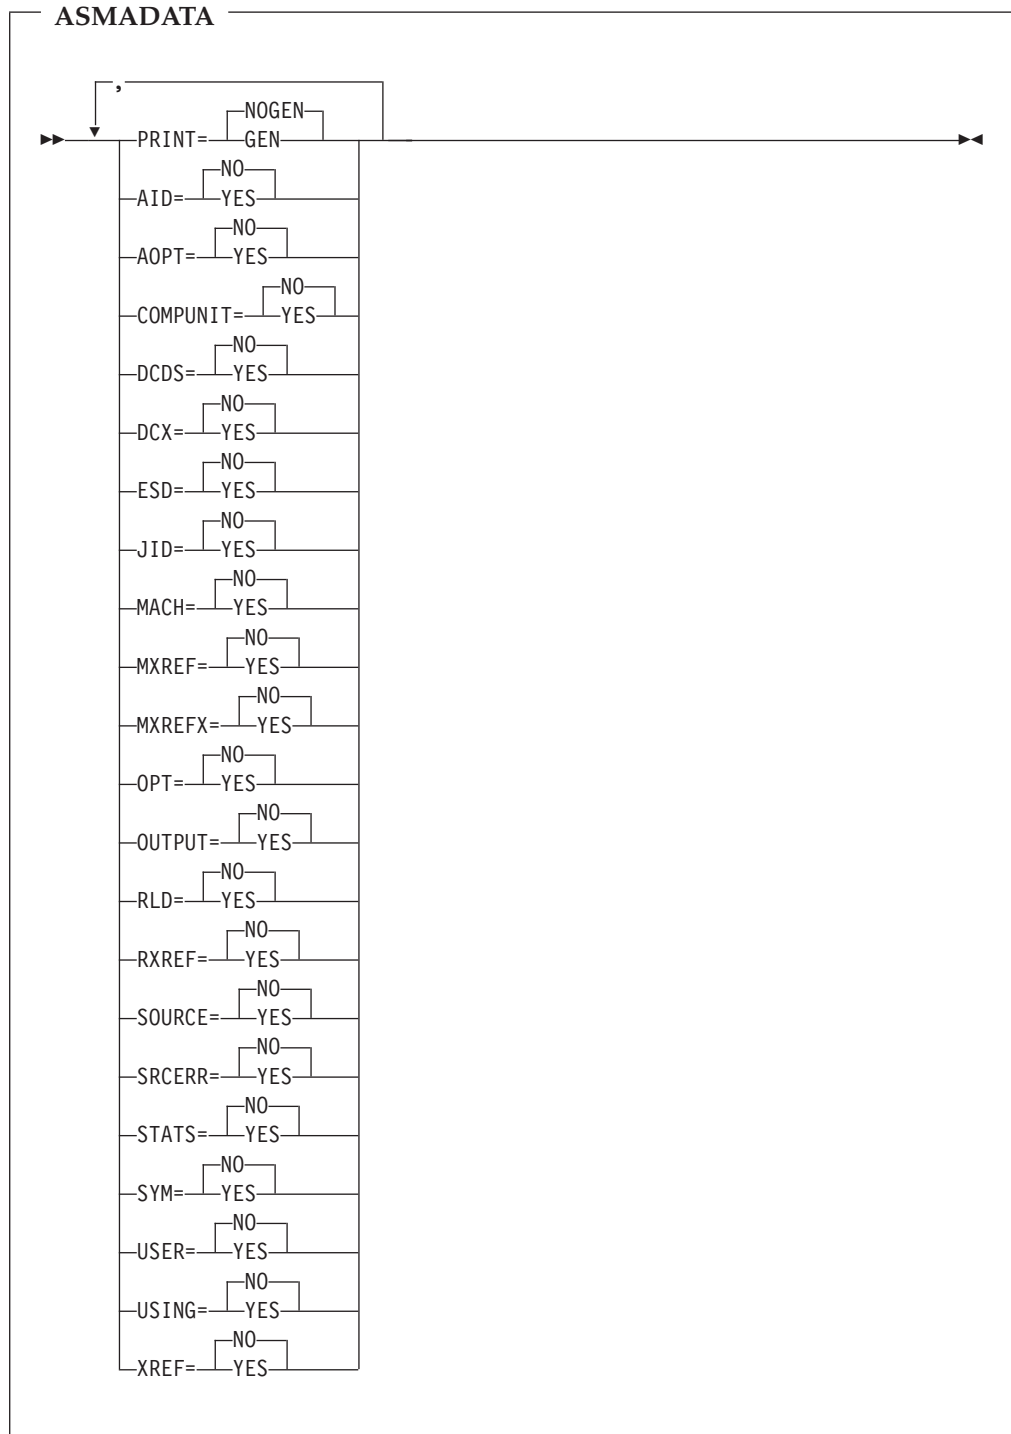 ASMADATA
,
NOGEN
PRINT= GEN
NO
AID= YES
NO
AOPT= YES
NO
COMPUNIT= YES
NO
DCDS= YES
NO
DCX= YES
NO
ESD= YES
NO
JID= YES
NO
MACH= YES
NO
MXREF= YES
NO
MXREFX= YES
NO
OPT= YES
NO
OUTPUT= YES
NO
RLD= YES
NO
RXREF= YES
NO
SOURCE= YES
NO
SRCERR= YES
NO
STATS= YES
NO
SYM= YES
NO
USER= YES
NO
USING= YES
NO
XREF= YES